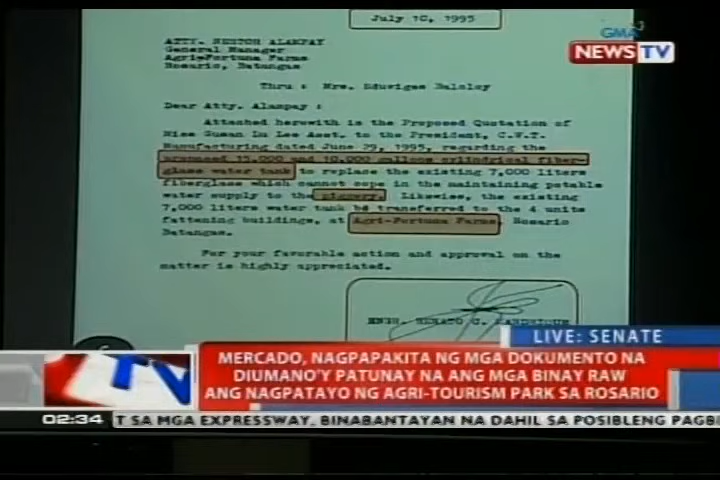 July 10, 1995
GMA
NEWS TV
ATTY. NESTOR ALAMPAY
General Manager
Agri-Fortuna Farms
Rosario, Batangas
Thru : Mrs. Eduviges Baloloy
Dear Atty. Alampay :
Attached herewith is the Proposed Quotation of
Miss Susan Du Lee Asst. to the President, C.W.T.
Manufacturing dated June 29, 1995, regarding the
proposed 15,000 and 10,000 gallons cylindrical fiber-
glass water tank to replace the existing 7,000 liters
fiberglass which cannot cope in the maintaining potable
water supply to the piggery. Likewise, the existing
7,000 liters water tank be transferred to the 4 units
fattening buildings, at Agri-Fortuna Farms, Rosario
Batangas.
For your favorable action and approval on the
matter is highly appreciated.
ENGR. RENATO C.
LIVE: SENATE
TV
MERCADO, NAGPAPAKITA NG MGA DOKUMENTO NA
DIUMANO'Y PATUNAY NA ANG MGA BINAY RAW
ANG NAGPATAYO NG AGRI-TOURISM PARK SA ROSARIO
02:34
T SA MGA EXPRESSWAY, BINABANTAYAN NA DAHIL SA POSIBLENG PAGB